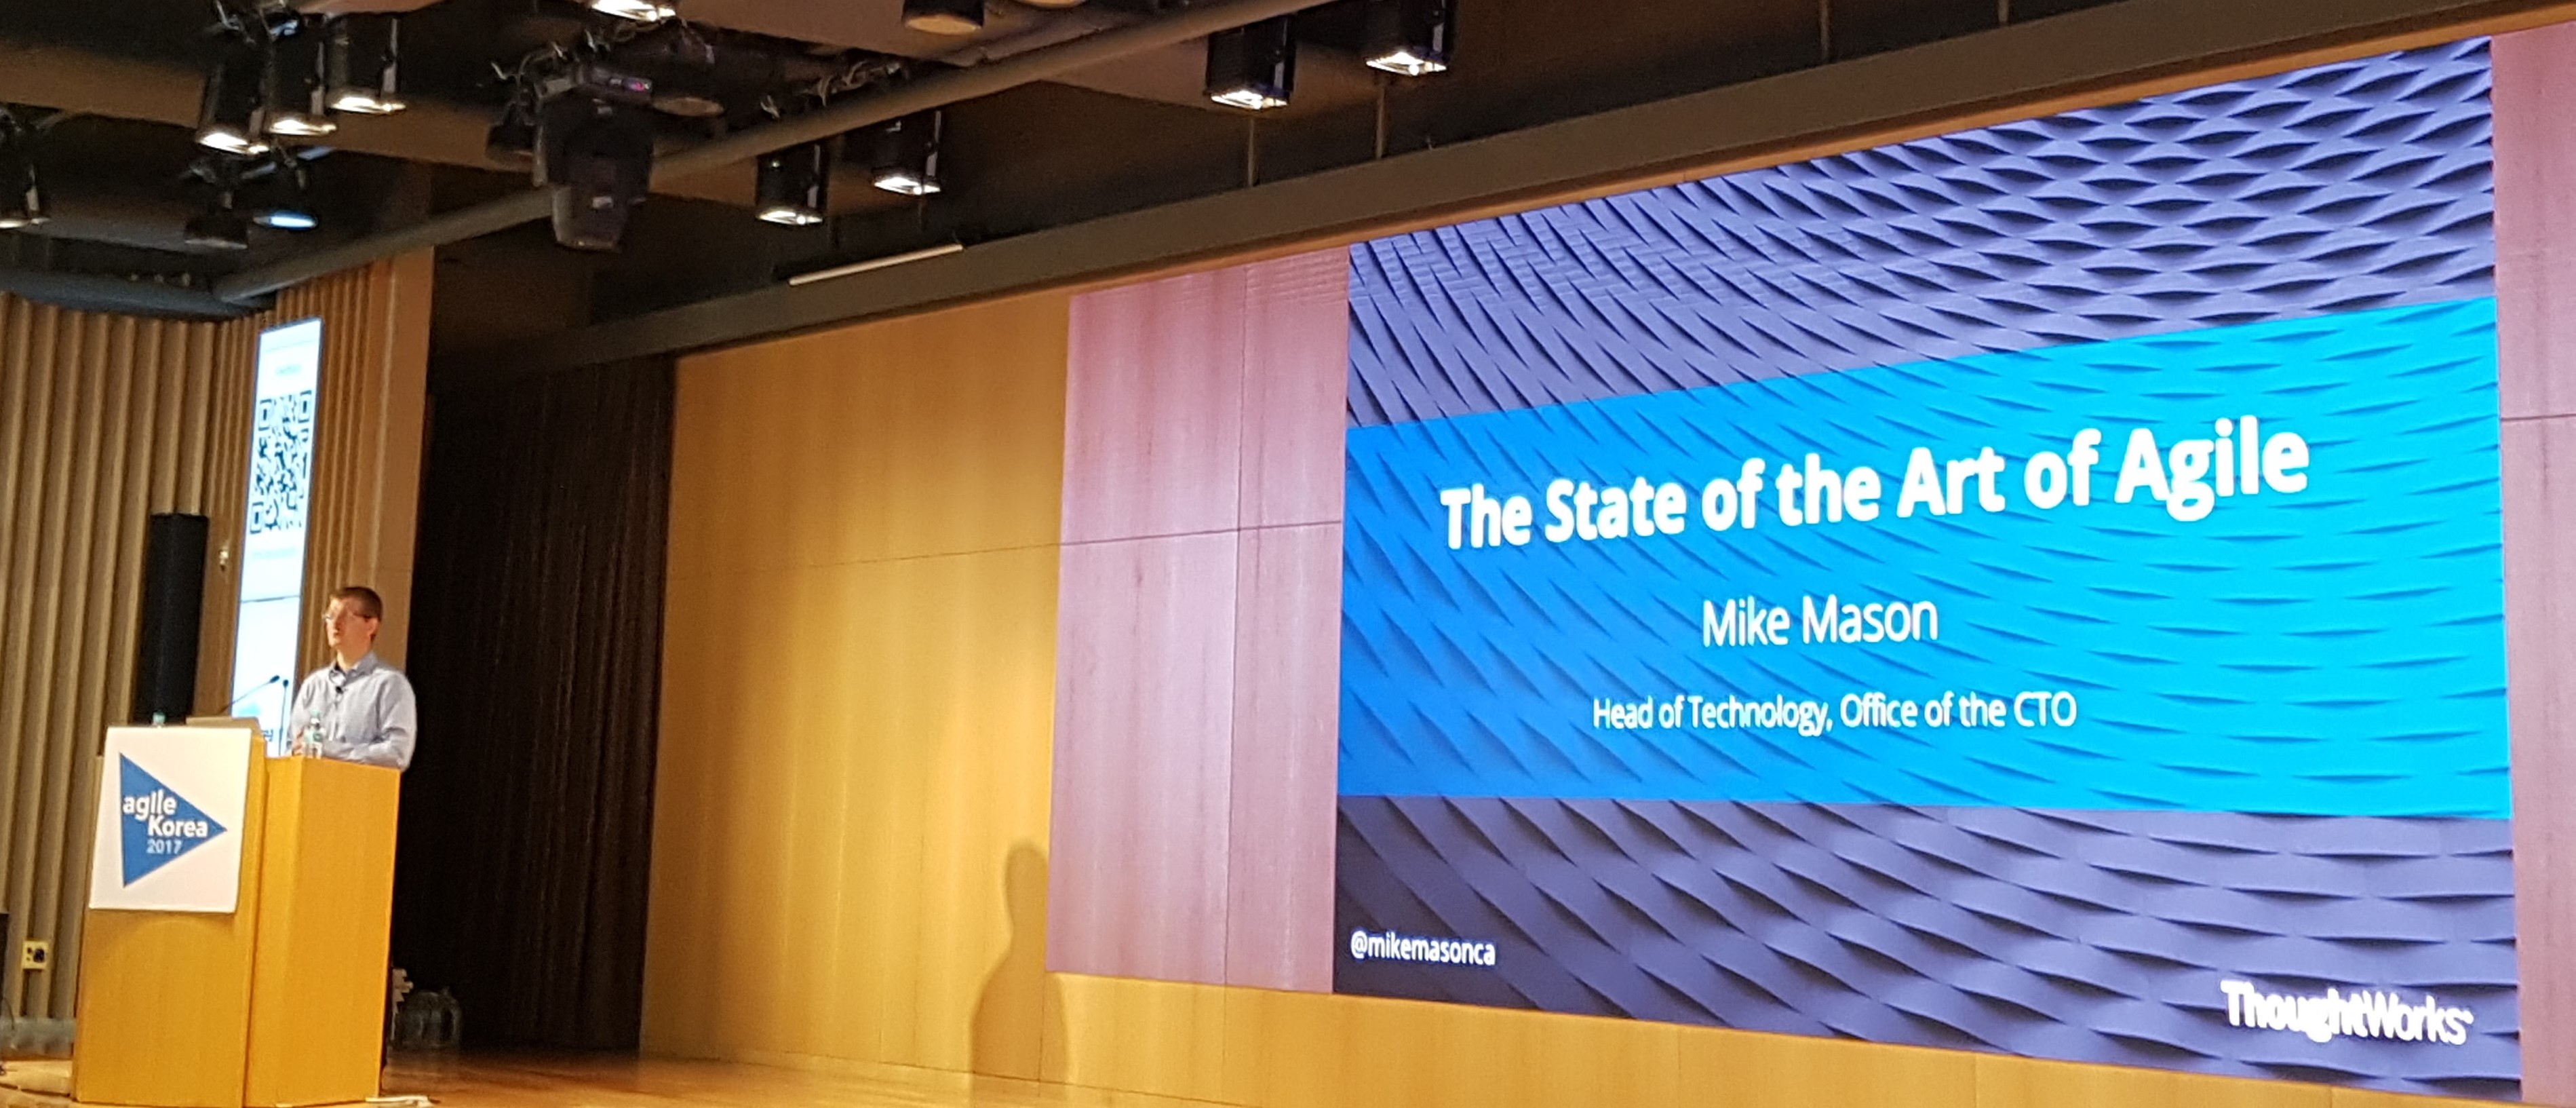 agile
Korea
2017
The State of the Art of Agile
Mike Mason
Head of Technology, Office of the CTO
@mikemasonca
ThoughtWorks